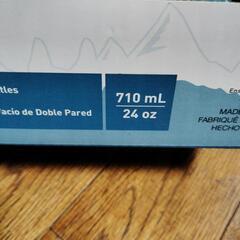 tles
acio de Doble Pared
710 mL
24 oz
MADE
FABRIQUÉ
HECHO